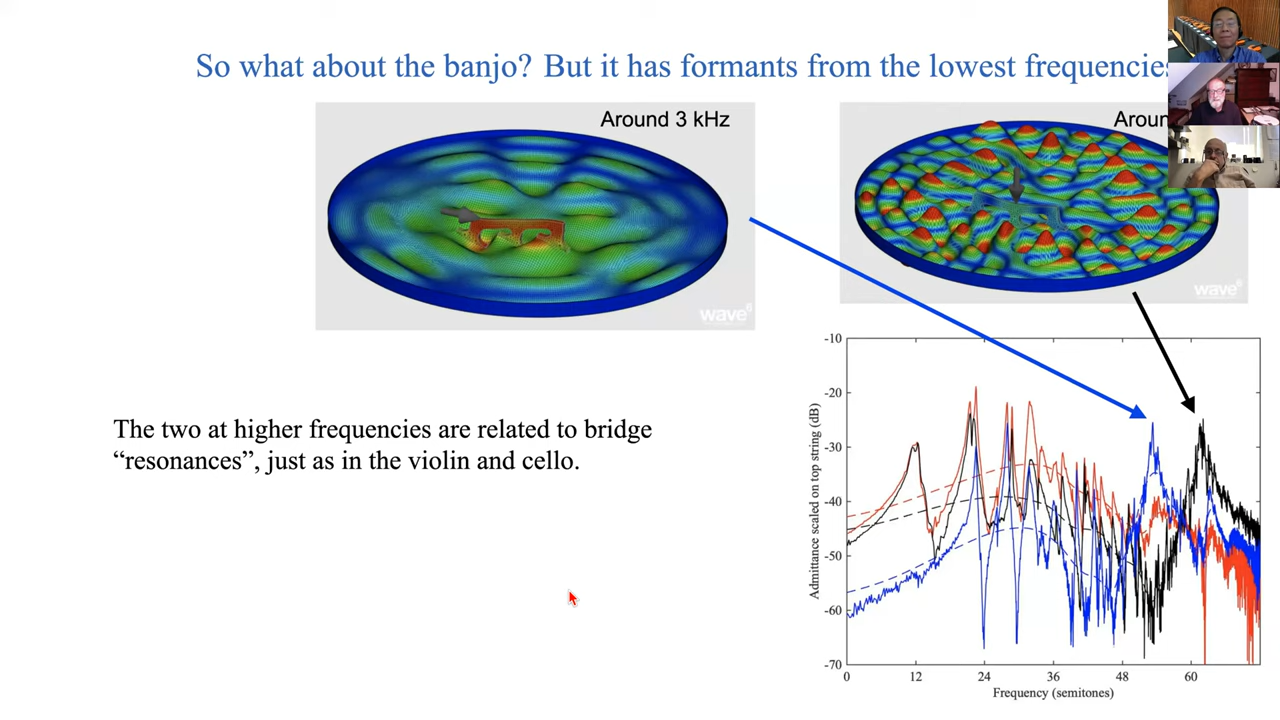 So what about the banjo? But it has formants from the lowest frequencies
Around 3 kHz
Aroun
wave6
wave6
The two at higher frequencies are related to bridge
“resonances”, just as in the violin and cello.
Admittance scaled on top string (dB)
-10
-20
-30
-40
-50
-60
-70
0 12 24 36 48 60
Frequency (semitones)